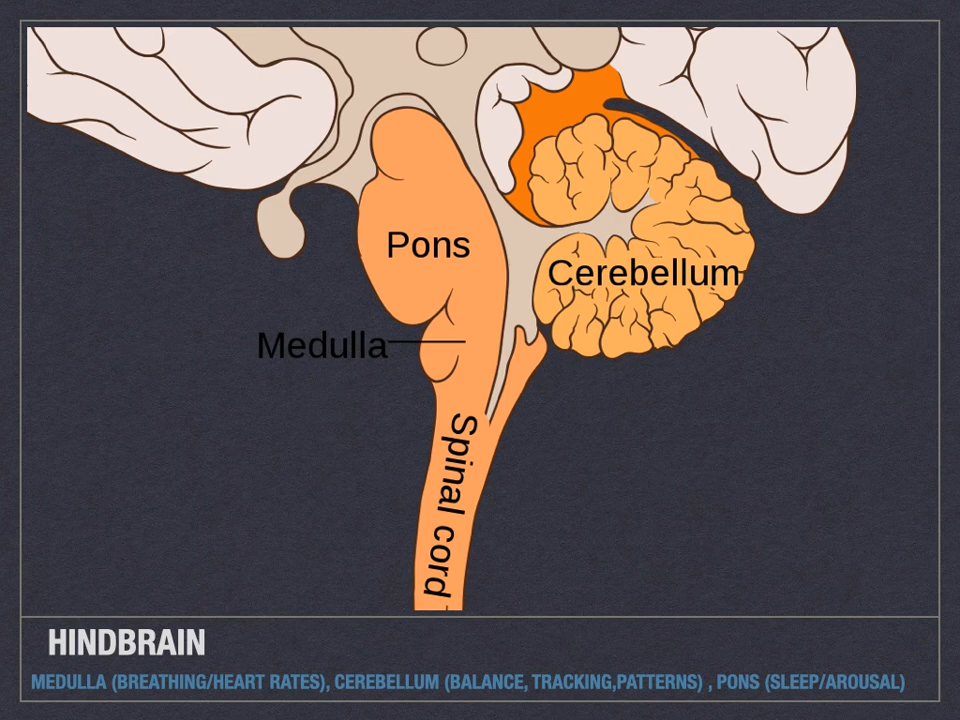 Pons
Cerebellum
Medulla
Spinal cord
HINDBRAIN
MEDULLA (BREATHING/HEART RATES), CEREBELLUM (BALANCE, TRACKING,PATTERNS) , PONS (SLEEP/AROUSAL)